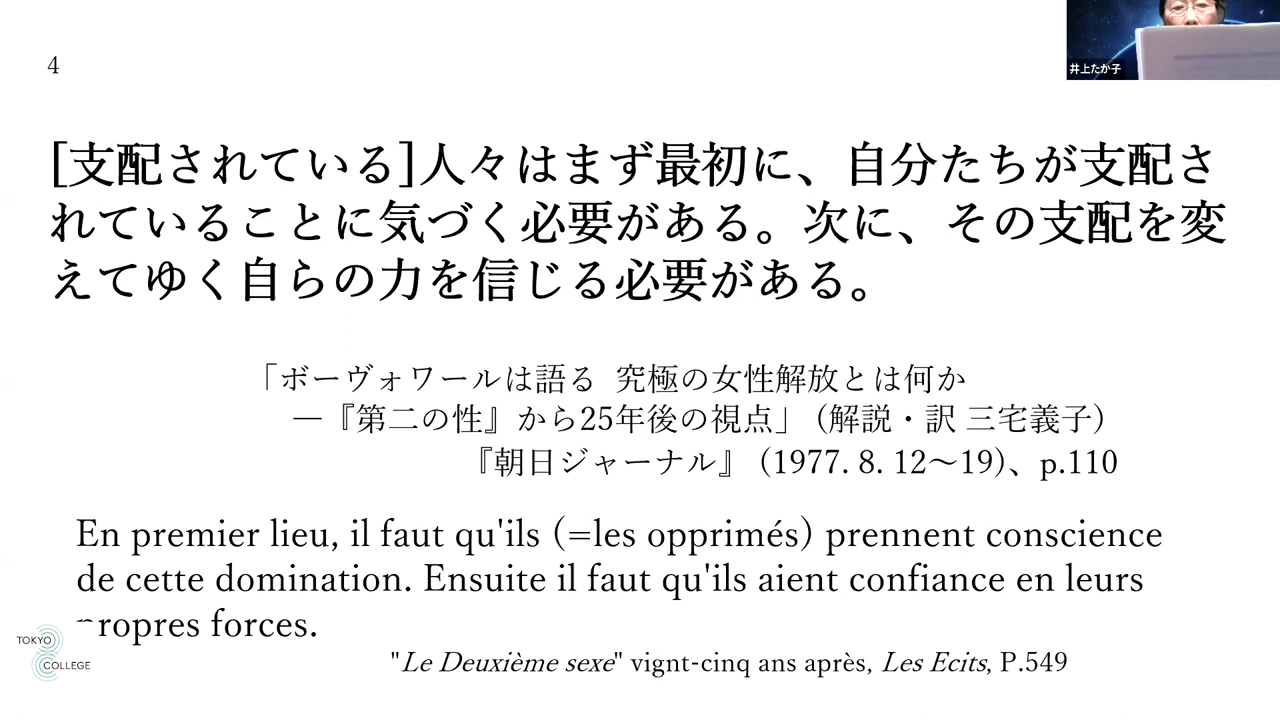 4
井上たか子
[支配されている]人々はまず最初に、自分たちが支配さ
れていることに気づく必要がある。次に、その支配を変
えてゆく自らの力を信じる必要がある。
「ボーヴォワールは語る 究極の女性解放とは何か
―『第二の性』から25年後の視点」(解説・訳 三宅義子)
『朝日ジャーナル』(1977. 8. 12〜19)、p.110
En premier lieu, il faut qu'ils (=les opprimés) prennent conscience
de cette domination. Ensuite il faut qu'ils aient confiance en leurs
propres forces.
"Le Deuxième sexe" vignt-cinq ans après, Les Ecits, P.549
TOKYO
COLLEGE